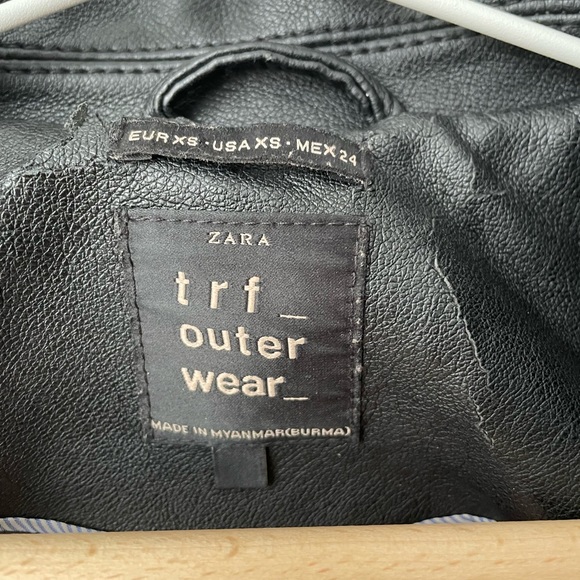 EUR XS · USA XS · MEX 24
ZARA
trf_
outer
wear_
MADE IN MYANMAR(BURMA)